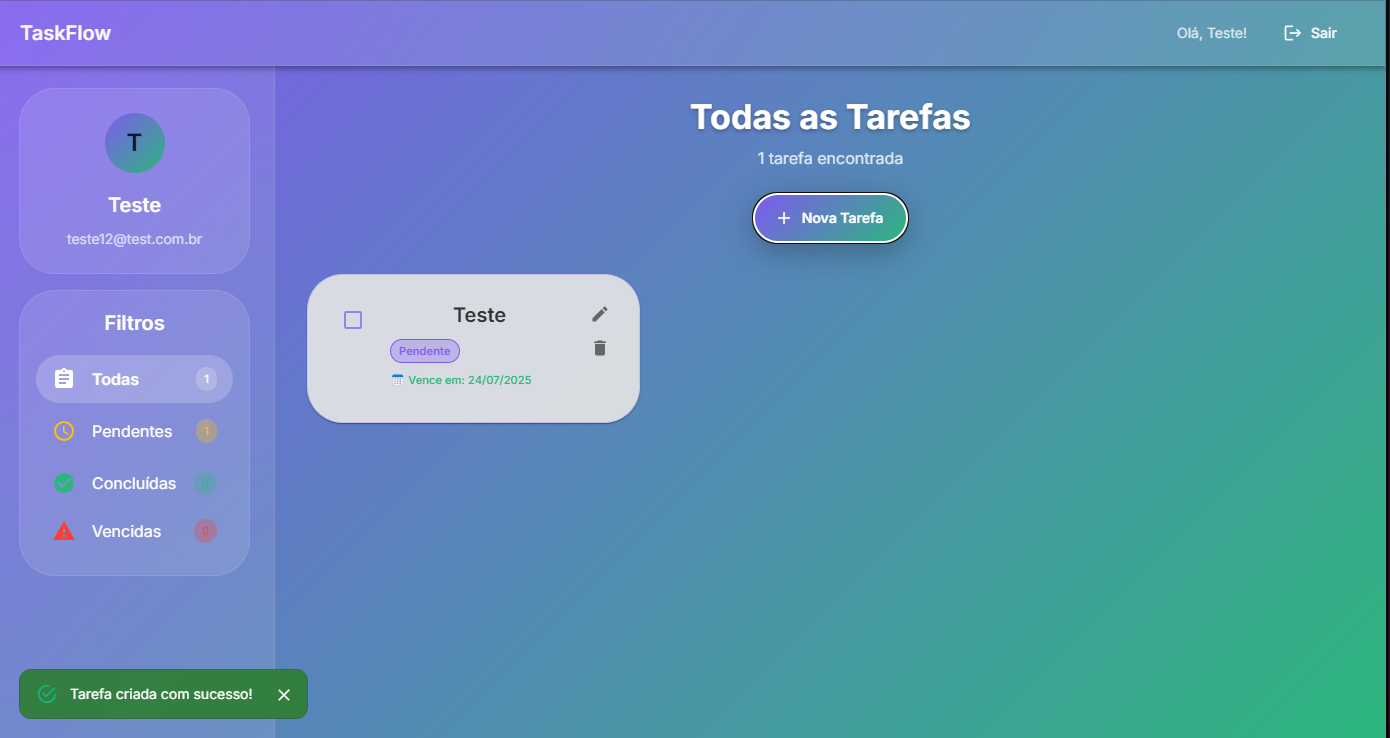 TaskFlow
Olá, Teste!
Sair
T
Teste
teste12@test.com.br
Filtros
Todas 1
Pendentes 1
Concluídas 0
Vencidas 0
Todas as Tarefas
1 tarefa encontrada
+ Nova Tarefa
Teste
Pendente
Vence em: 24/07/2025
Tarefa criada com sucesso!